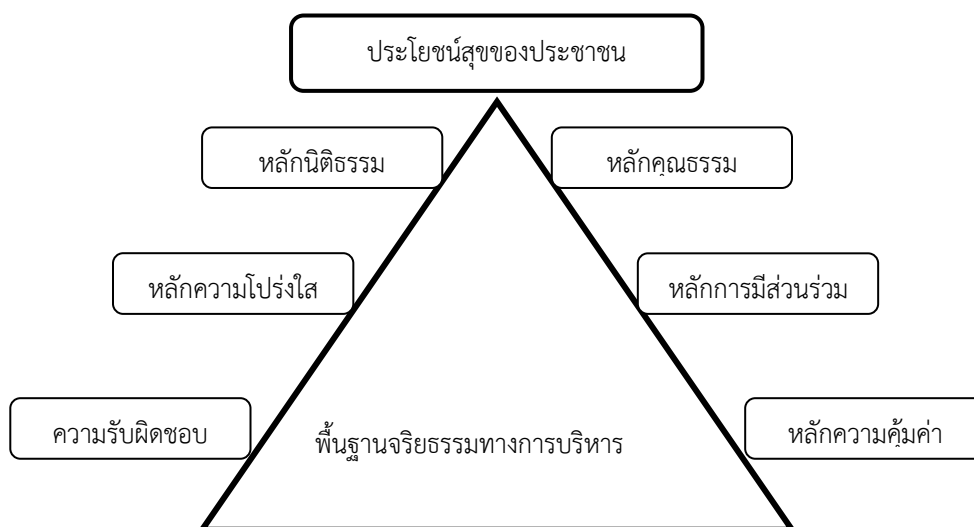 ประโยชน์สุขของประชาชน
หลักนิติธรรม
หลักคุณธรรม
หลักความโปร่งใส
หลักการมีส่วนร่วม
ความรับผิดชอบ
พื้นฐานจริยธรรมทางการบริหาร
หลักความคุ้มค่า